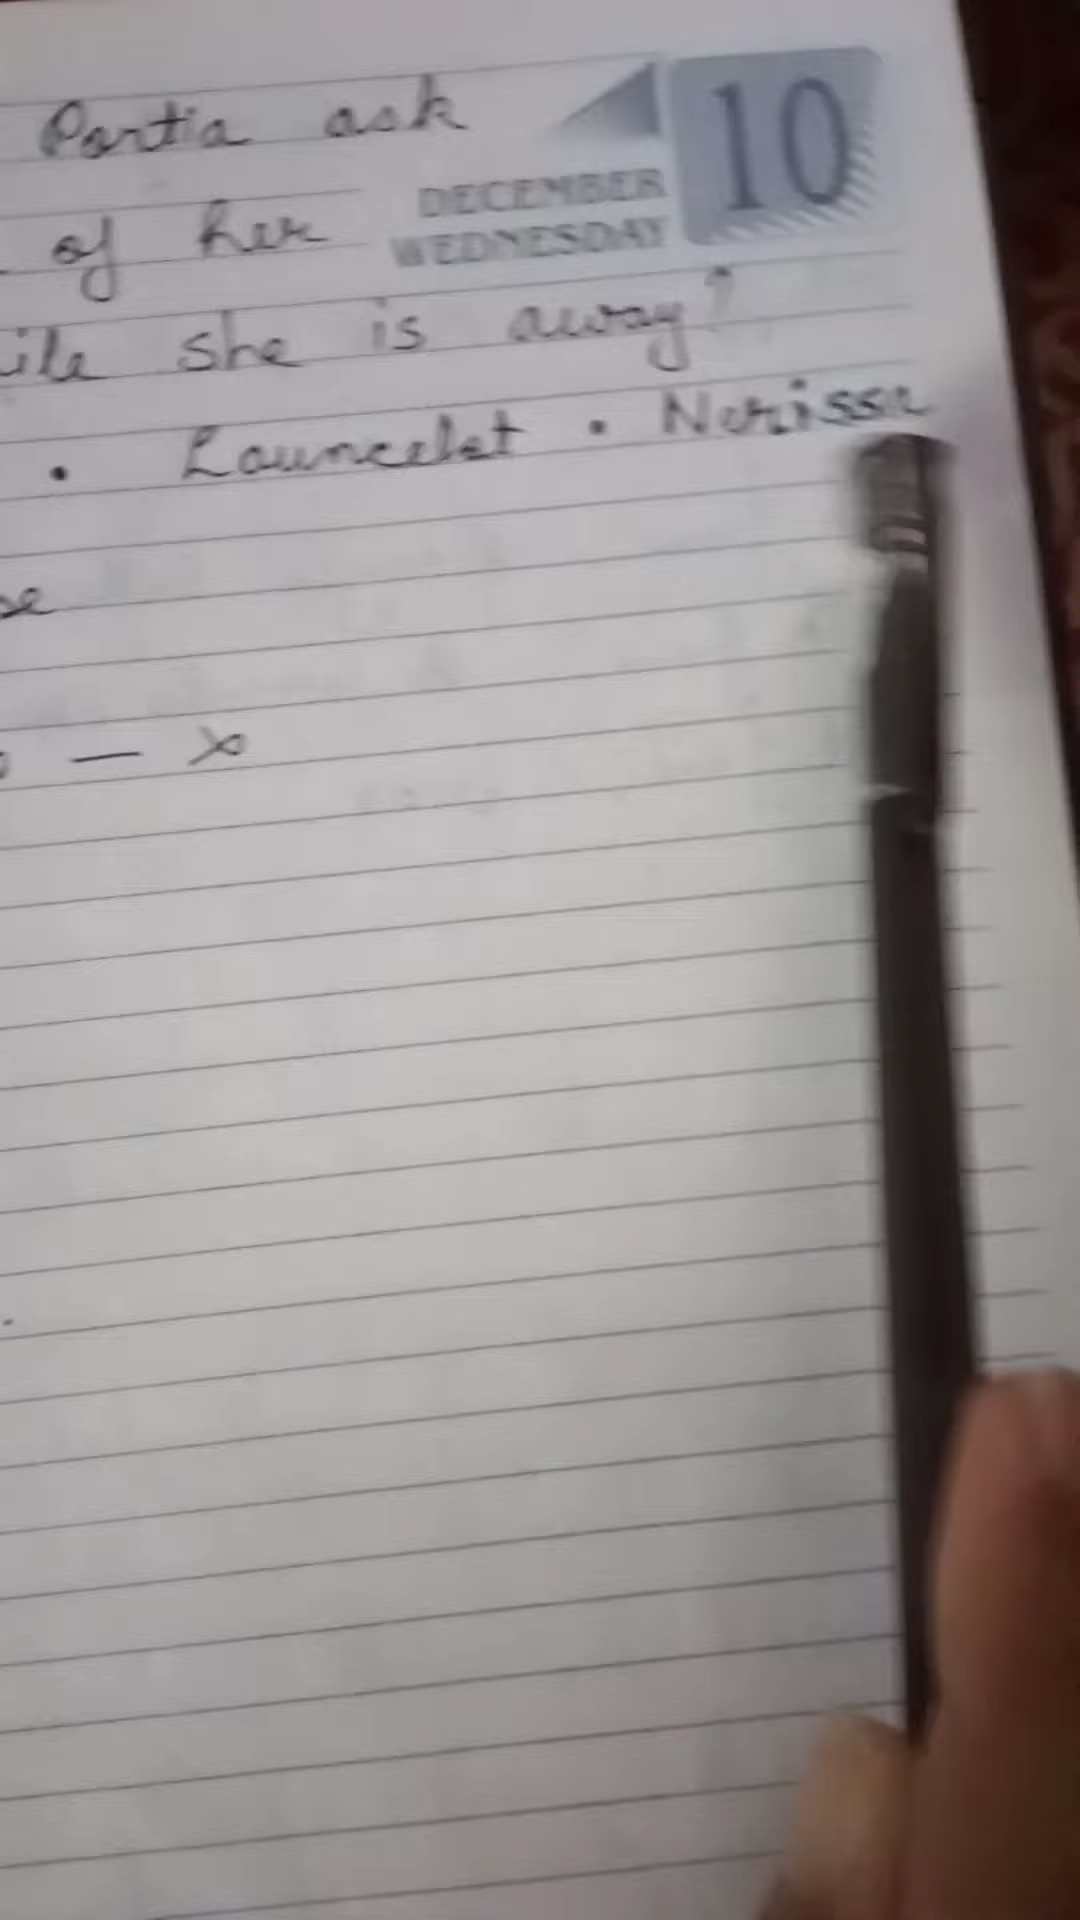 Portia ask
10
DECEMBER
of her
WEDNESDAY
she is away?
• Launcelot • Nerissa
— x